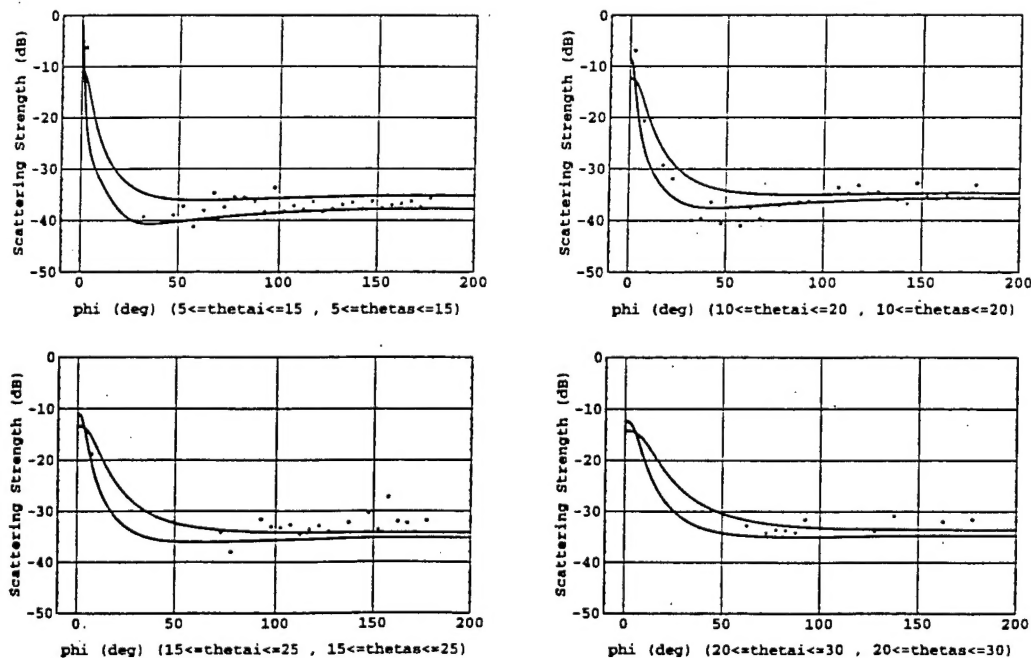 0
-10
-20
-30
-40
-50
Scattering Strength (dB)
0 50 100 150 200
phi (deg) (5<=thetai<=15 , 5<=thetas<=15)
0
-10
-20
-30
-40
-50
Scattering Strength (dB)
0 50 100 150 200
phi (deg) (10<=thetai<=20 , 10<=thetas<=20)
0
-10
-20
-30
-40
-50
Scattering Strength (dB)
0 50 100 150 200
phi (deg) (15<=thetai<=25 , 15<=thetas<=25)
0
-10
-20
-30
-40
-50
Scattering Strength (dB)
0 50 100 150 200
phi (deg) (20<=thetai<=30 , 20<=thetas<=30)